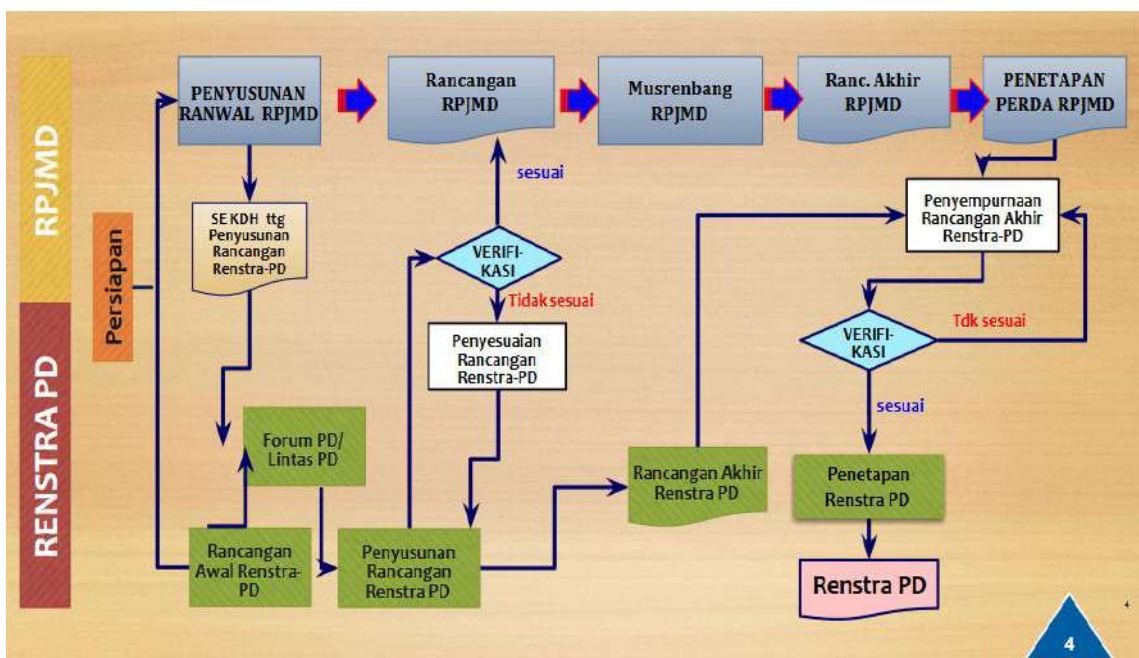 RPJMD
RENSTRA PD
Persiapan
PENYUSUNAN
RANWAL RPJMD
Rancangan
RPJMD
Musrenbang
RPJMD
Ranc. Akhir
RPJMD
PENETAPAN
PERDA RPJMD
SE KDH ttg
Penyusunan
Rancangan
Renstra-PD
sesuai
VERIFI-
KASI
Tidak sesuai
Penyesuaian
Rancangan
Renstra-PD
Penyempurnaan
Rancangan Akhir
Renstra-PD
VERIFI-
KASI
Tdk sesuai
sesuai
Forum PD/
Lintas PD
Rancangan
Awal Renstra-
PD
Penyusunan
Rancangan
Renstra PD
Rancangan Akhir
Renstra PD
Penetapan
Renstra PD
Renstra PD
4
4